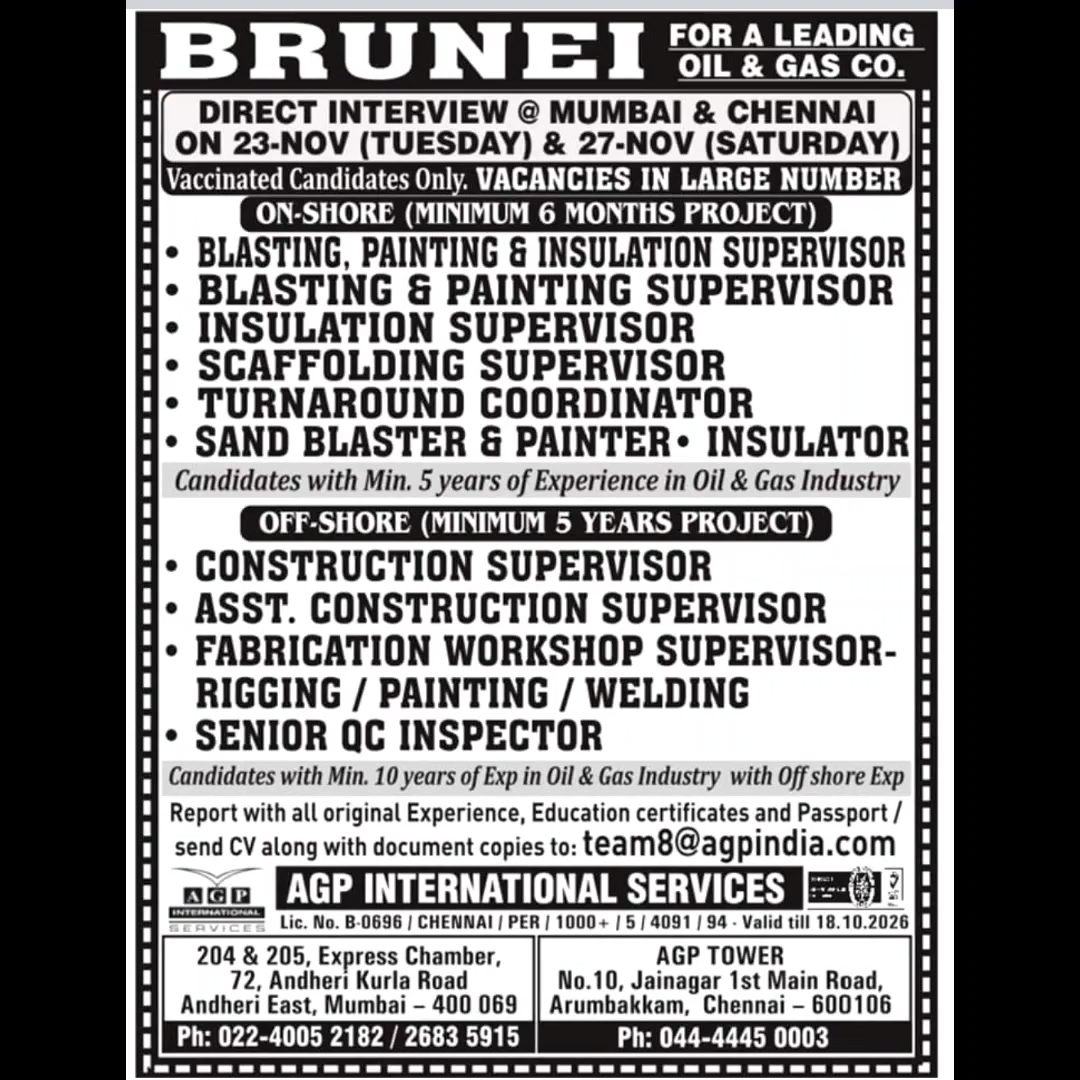 BRUNEI
FOR A LEADING
OIL & GAS CO.
DIRECT INTERVIEW @ MUMBAI & CHENNAI
ON 23-NOV (TUESDAY) & 27-NOV (SATURDAY)
Vaccinated Candidates Only. VACANCIES IN LARGE NUMBER
ON-SHORE (MINIMUM 6 MONTHS PROJECT)
• BLASTING, PAINTING & INSULATION SUPERVISOR
• BLASTING & PAINTING SUPERVISOR
• INSULATION SUPERVISOR
• SCAFFOLDING SUPERVISOR
• TURNAROUND COORDINATOR
• SAND BLASTER & PAINTER • INSULATOR
Candidates with Min. 5 years of Experience in Oil & Gas Industry
OFF-SHORE (MINIMUM 5 YEARS PROJECT)
• CONSTRUCTION SUPERVISOR
• ASST. CONSTRUCTION SUPERVISOR
• FABRICATION WORKSHOP SUPERVISOR-
RIGGING / PAINTING / WELDING
• SENIOR QC INSPECTOR
Candidates with Min. 10 years of Exp in Oil & Gas Industry with Off shore Exp
Report with all original Experience, Education certificates and Passport /
send CV along with document copies to: team8@agpindia.com
AGP
INTERNATIONAL
SERVICES
AGP INTERNATIONAL SERVICES
Lic. No. B-0696 / CHENNAI / PER / 1000+ / 5 / 4091 / 94 - Valid till 18.10.2026
204 & 205, Express Chamber,
72, Andheri Kurla Road
Andheri East, Mumbai – 400 069
Ph: 022-4005 2182 / 2683 5915
AGP TOWER
No.10, Jainagar 1st Main Road,
Arumbakkam, Chennai – 600106
Ph: 044-4445 0003